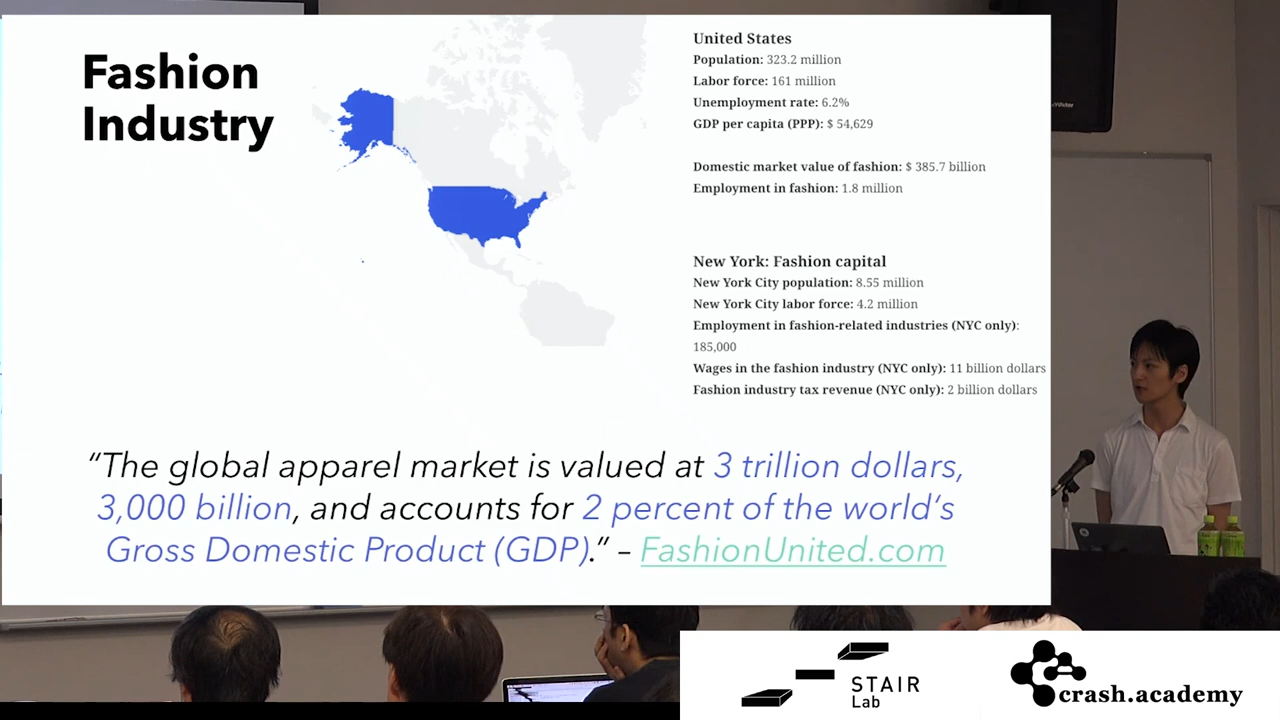 Fashion
Industry
United States
Population: 323.2 million
Labor force: 161 million
Unemployment rate: 6.2%
GDP per capita (PPP): $ 54,629
Domestic market value of fashion: $ 385.7 billion
Employment in fashion: 1.8 million
New York: Fashion capital
New York City population: 8.55 million
New York City labor force: 4.2 million
Employment in fashion-related industries (NYC only):
185,000
Wages in the fashion industry (NYC only): 11 billion dollars
Fashion industry tax revenue (NYC only): 2 billion dollars
“The global apparel market is valued at 3 trillion dollars,
3,000 billion, and accounts for 2 percent of the world‘s
Gross Domestic Product (GDP).” – FashionUnited.com
STAIR
Lab
crash.academy